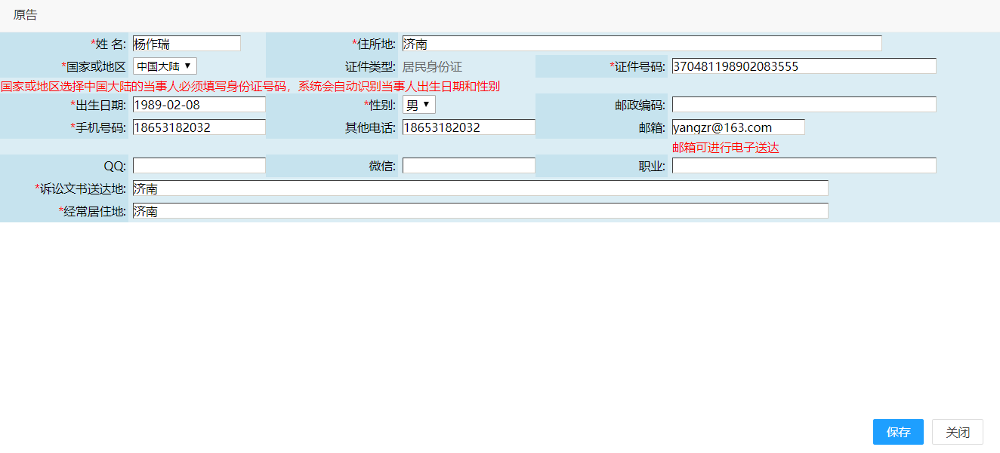 原告
*姓 名: 杨作瑞 *住所地: 济南
*国家或地区 中国大陆 ▼ 证件类型: 居民身份证 *证件号码: 370481198902083555
国家或地区选择中国大陆的当事人必须填写身份证号码，系统会自动识别当事人出生日期和性别
*出生日期: 1989-02-08 *性别: 男 ▼ 邮政编码:
*手机号码: 18653182032 其他电话: 18653182032 邮箱: yangzr@163.com
邮箱可进行电子送达
QQ: 微信: 职业:
*诉讼文书送达地: 济南
*经常居住地: 济南
保存 关闭